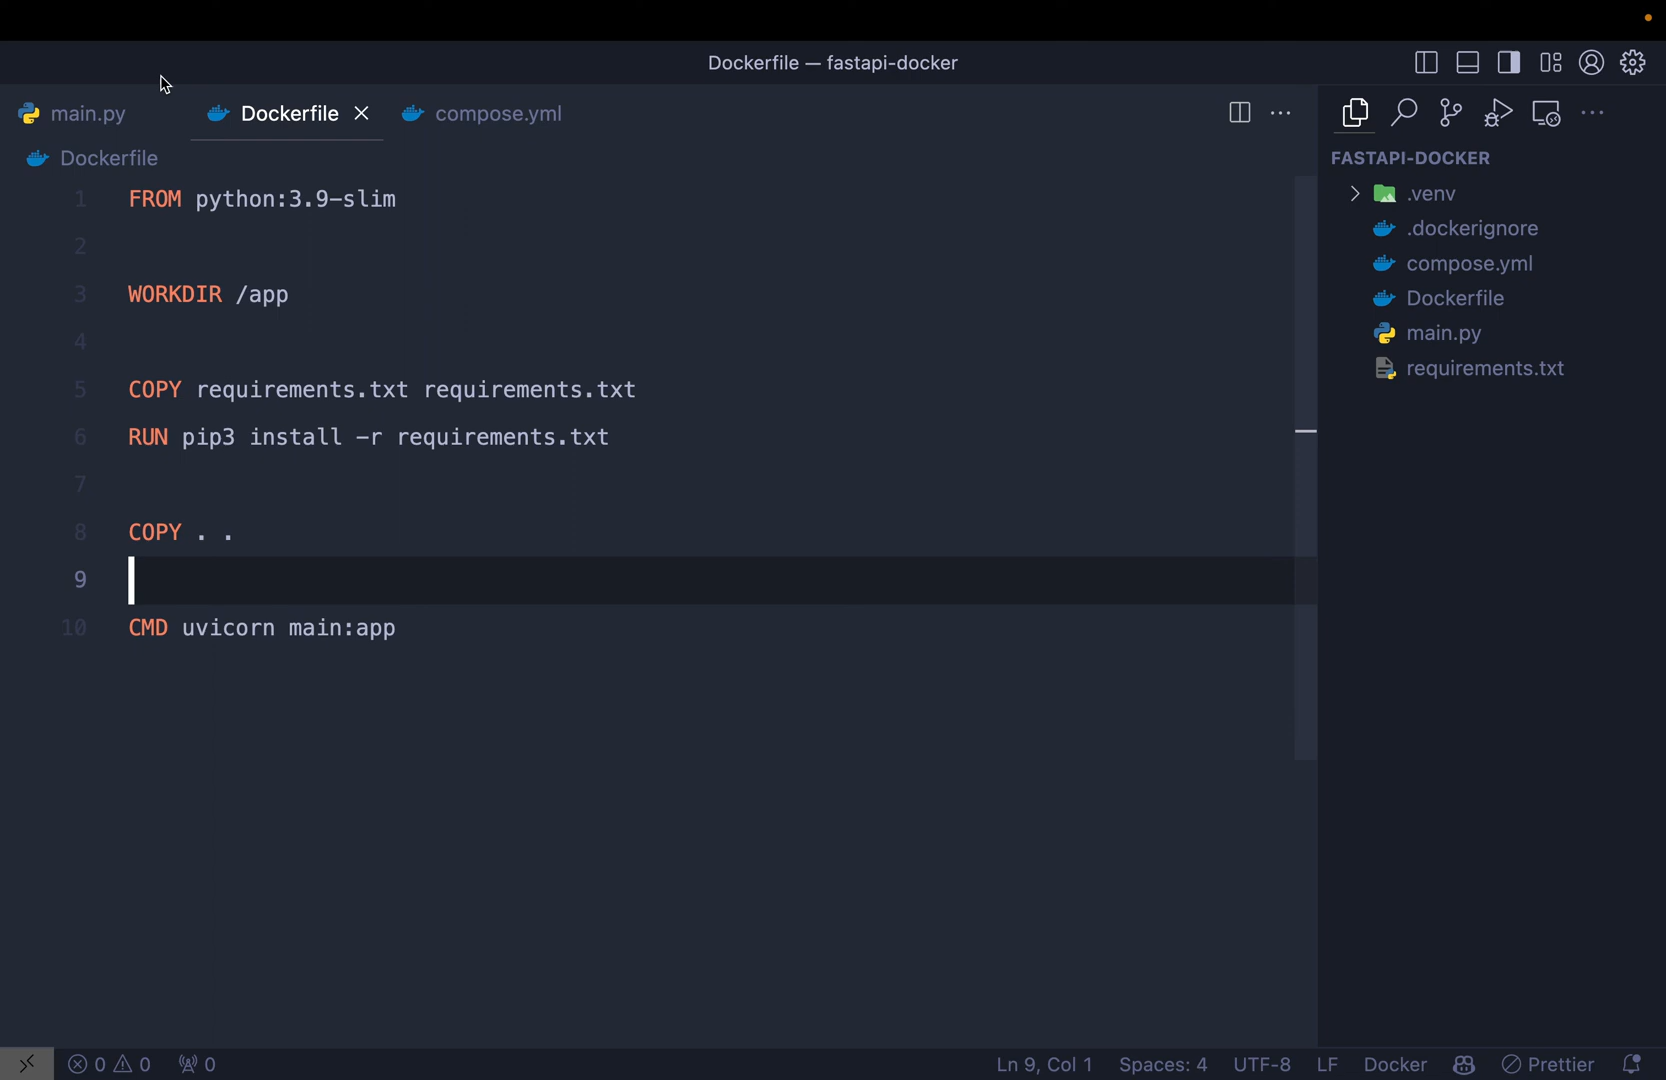 Dockerfile — fastapi-docker
main.py
Dockerfile
compose.yml
Dockerfile
1 FROM python:3.9-slim
2
3 WORKDIR /app
4
5 COPY requirements.txt requirements.txt
6 RUN pip3 install -r requirements.txt
7
8 COPY . .
9
10 CMD uvicorn main:app
FASTAPI-DOCKER
.venv
.dockerignore
compose.yml
Dockerfile
main.py
requirements.txt
0 0 0
Ln 9, Col 1 Spaces: 4 UTF-8 LF Docker Prettier